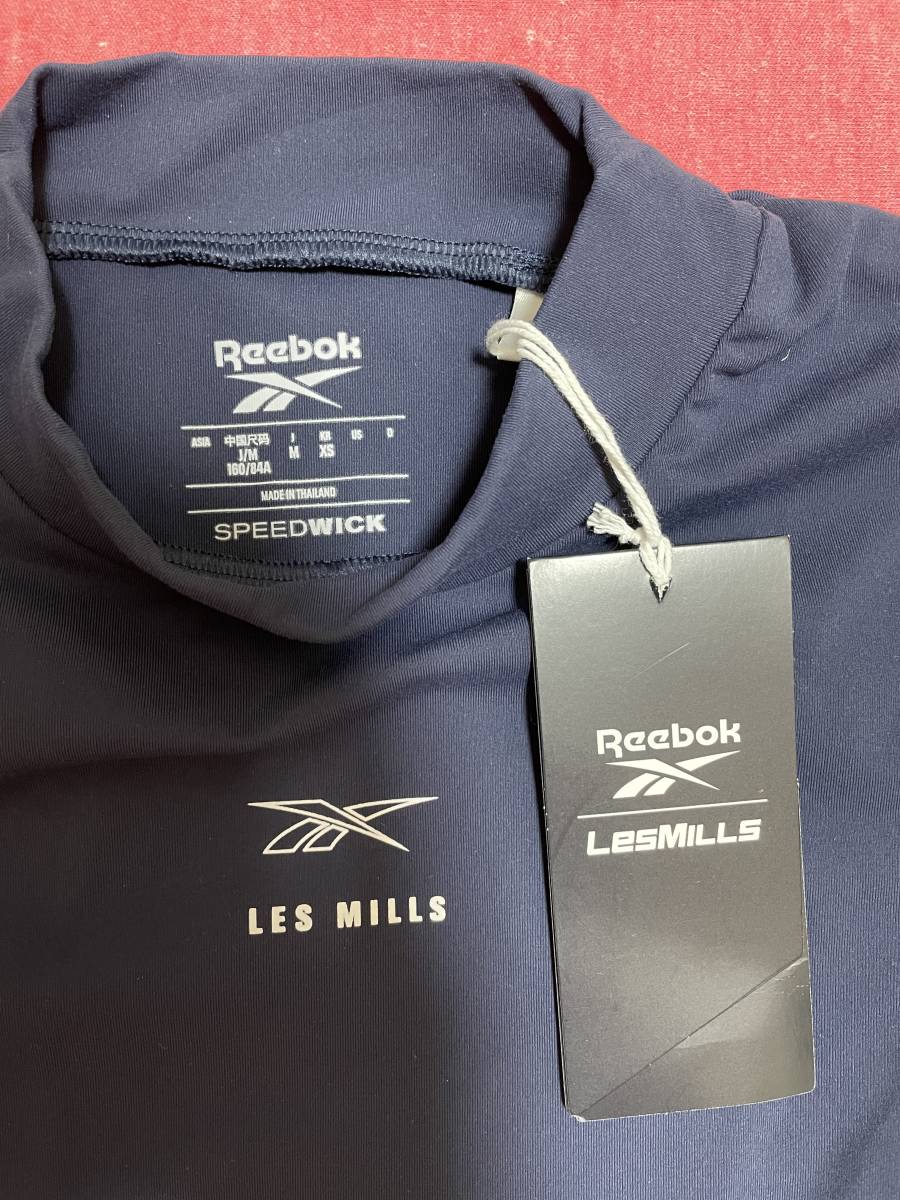 Reebok
ASIA 中国尺码 J KR US D
J/M M XS
160/84A
MADE IN THAILAND
SPEEDWICK
Reebok
LesMILLS
LES MILLS